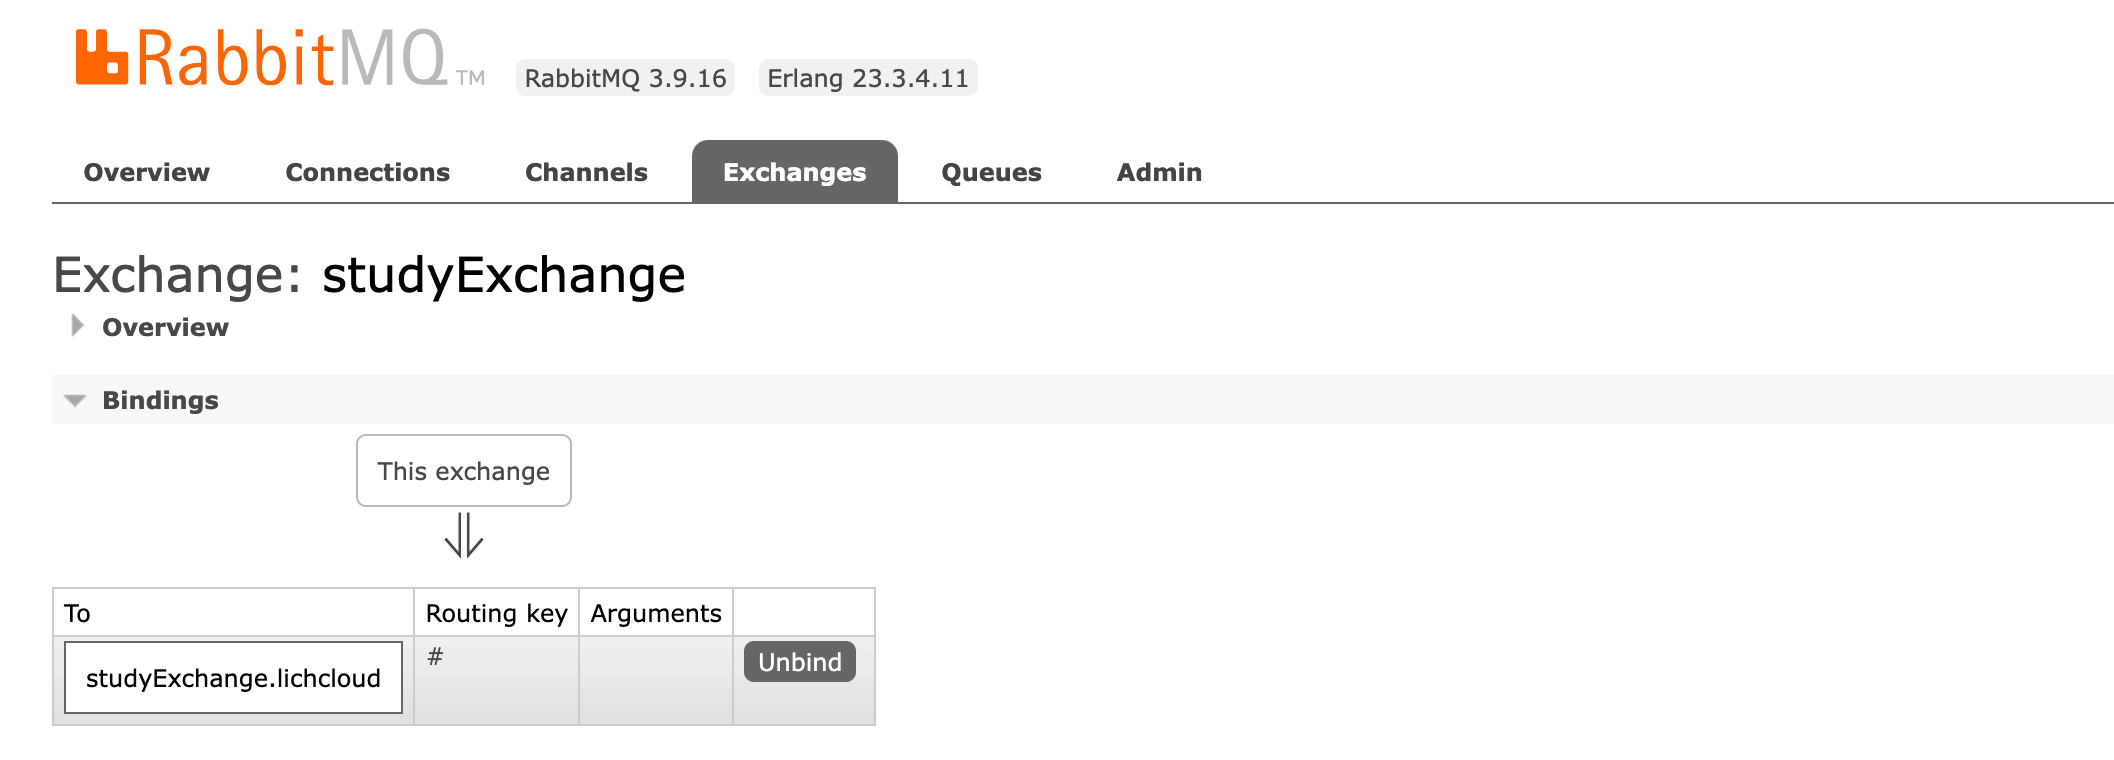 RabbitMQ TM RabbitMQ 3.9.16 Erlang 23.3.4.11
Overview Connections Channels Exchanges Queues Admin
Exchange: studyExchange
Overview
Bindings
This exchange
To Routing key Arguments
studyExchange.lichcloud # Unbind